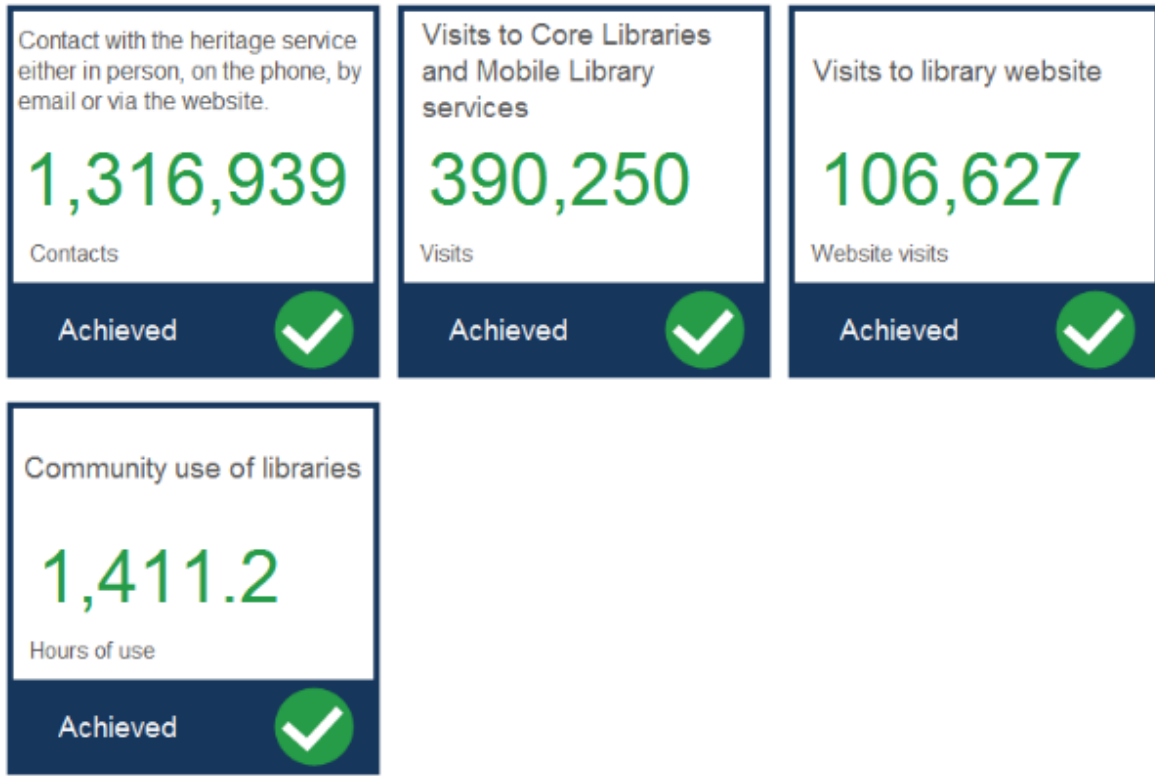 Contact with the heritage service
either in person, on the phone, by
email or via the website.
1,316,939
Contacts
Achieved
Visits to Core Libraries
and Mobile Library
services
390,250
Visits
Achieved
Visits to library website
106,627
Website visits
Achieved
Community use of libraries
1,411.2
Hours of use
Achieved